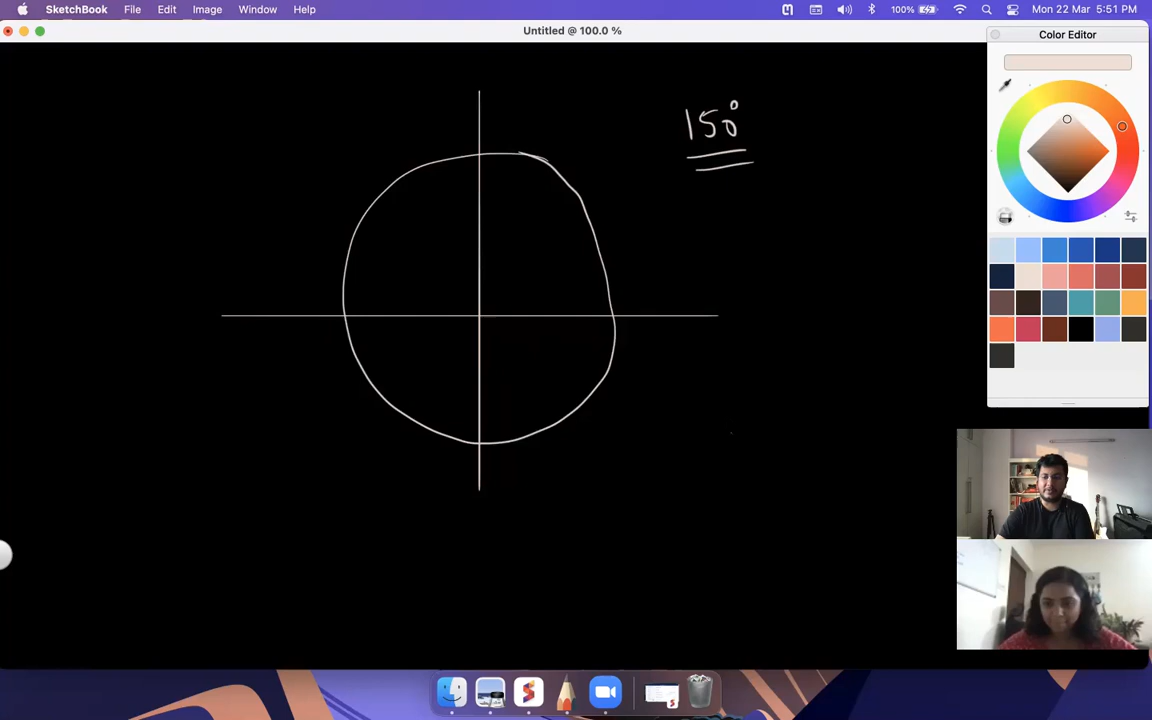 SketchBook File Edit Image Window Help 100% Mon 22 Mar 5:51 PM
Untitled @ 100.0 %
Color Editor
150°